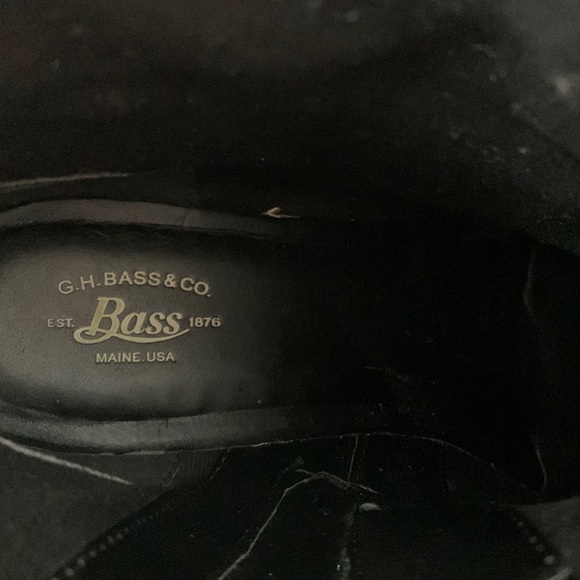 G.H. BASS & CO.
EST. Bass 1876
MAINE. USA